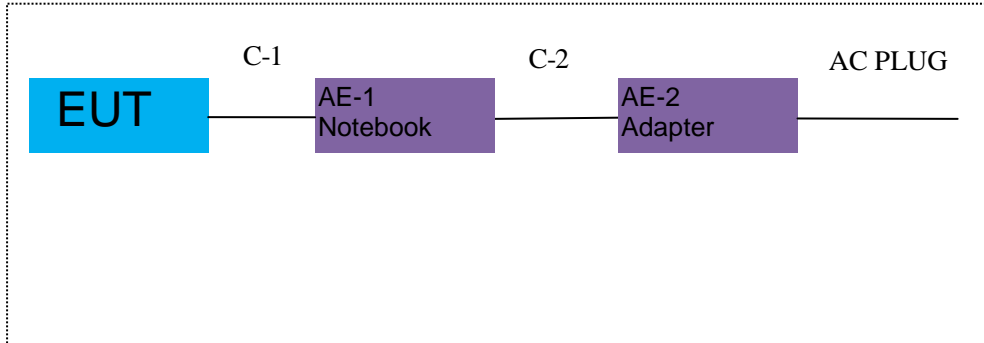 C-1
C-2
AC PLUG
EUT
AE-1
Notebook
AE-2
Adapter